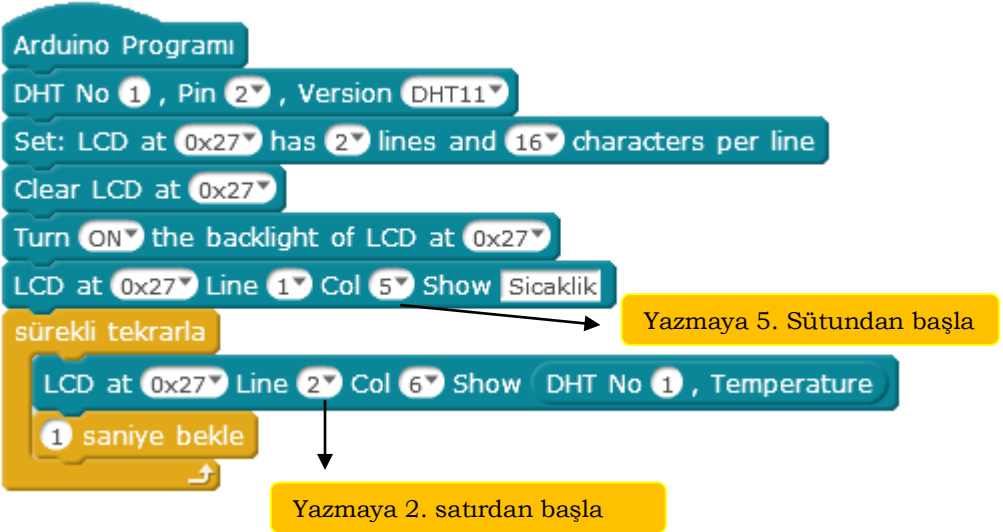 Arduino Programı
DHT No 1 , Pin 2 , Version DHT11
Set: LCD at 0x27 has 2 lines and 16 characters per line
Clear LCD at 0x27
Turn ON the backlight of LCD at 0x27
LCD at 0x27 Line 1 Col 5 Show Sicaklik
Yazmaya 5. Sütundan başla
sürekli tekrarla
LCD at 0x27 Line 2 Col 6 Show DHT No 1 , Temperature
1 saniye bekle
Yazmaya 2. satırdan başla